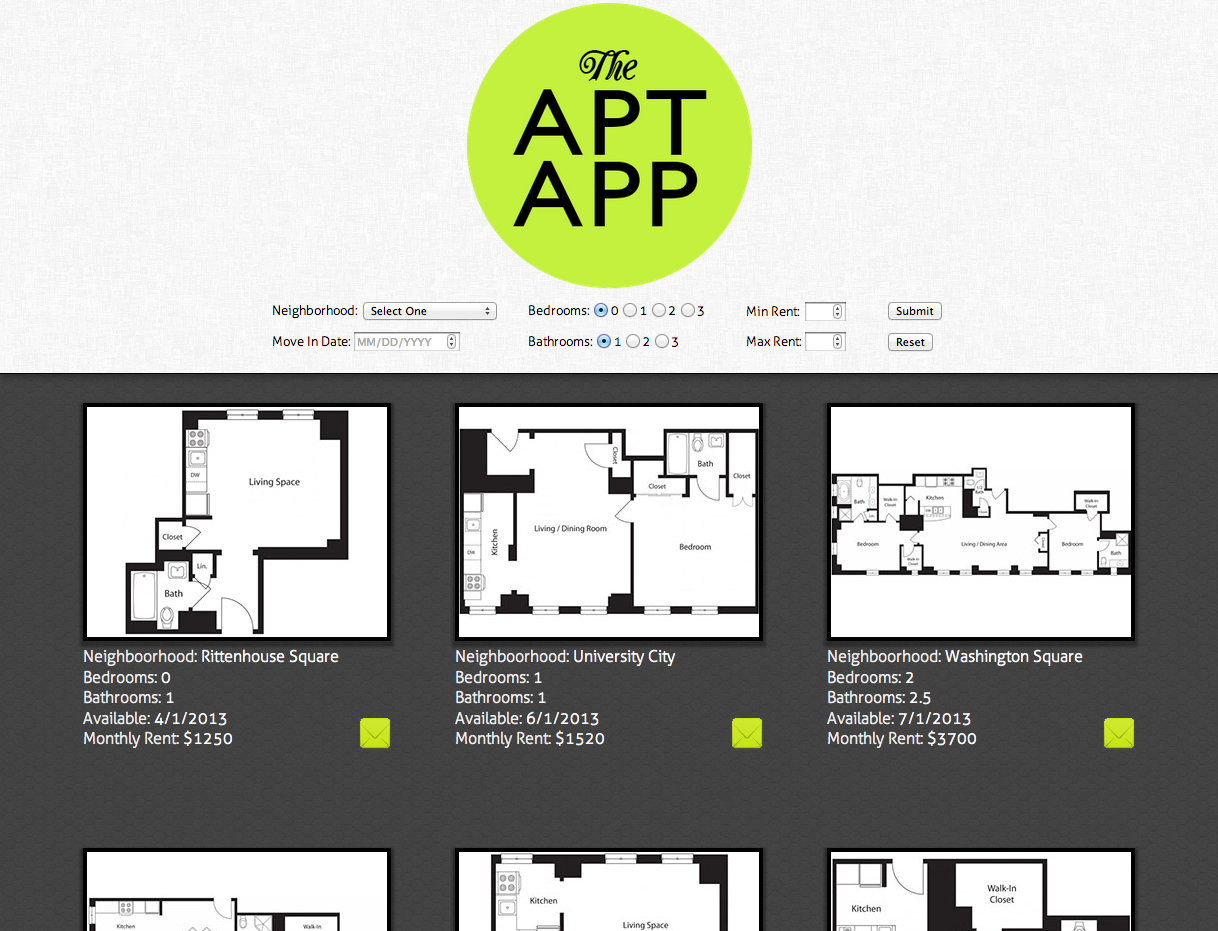 The
APT
APP
Neighborhood: Select One
Bedrooms: 0 1 2 3
Min Rent:
Submit
Move In Date: MM/DD/YYYY
Bathrooms: 1 2 3
Max Rent:
Reset
DW
Living Space
Closet
Lin.
Bath
Neighboorhood: Rittenhouse Square
Bedrooms: 0
Bathrooms: 1
Available: 4/1/2013
Monthly Rent: $1250
Closet
Bath
Closet
Closet
Living / Dining Room
Kitchen
DW
Bedroom
Neighboorhood: University City
Bedrooms: 1
Bathrooms: 1
Available: 6/1/2013
Monthly Rent: $1520
Bath
Walk-In
Closet
Kitchen
Bath
Walk-In
Closet
Bedroom
Living / Dining Area
Bedroom
Bath
Walk-In
Closet
Neighboorhood: Washington Square
Bedrooms: 2
Bathrooms: 2.5
Available: 7/1/2013
Monthly Rent: $3700
Kitchen
Walk-In
Kitchen
Living Space
Kitchen
Walk-In
Closet